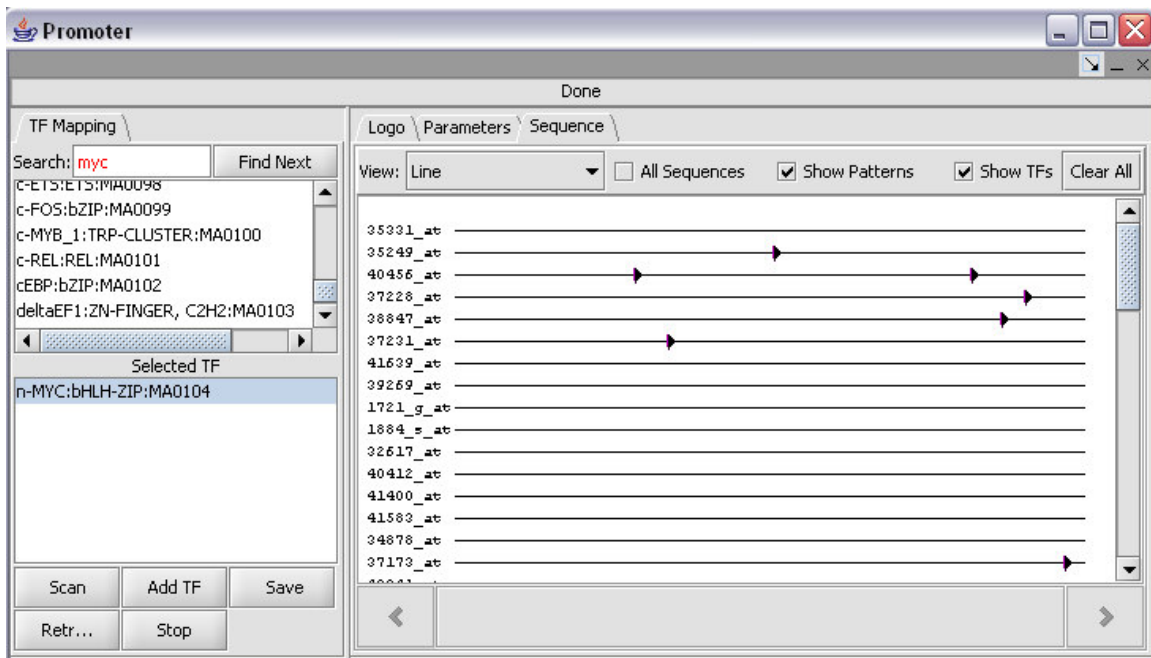 Promoter
Done
TF Mapping
Search: myc Find Next
c-ETS:ETS:MA0098
c-FOS:bZIP:MA0099
c-MYB_1:TRP-CLUSTER:MA0100
c-REL:REL:MA0101
cEBP:bZIP:MA0102
deltaEF1:ZN-FINGER, C2H2:MA0103
Selected TF
n-MYC:bHLH-ZIP:MA0104
Scan Add TF Save
Retr... Stop
Logo Parameters Sequence
View: Line All Sequences Show Patterns Show TFs Clear All
35331_at
35249_at
40456_at
37228_at
38847_at
37231_at
41639_at
39269_at
1721_g_at
1884_s_at
32617_at
40412_at
41400_at
41583_at
34878_at
37173_at